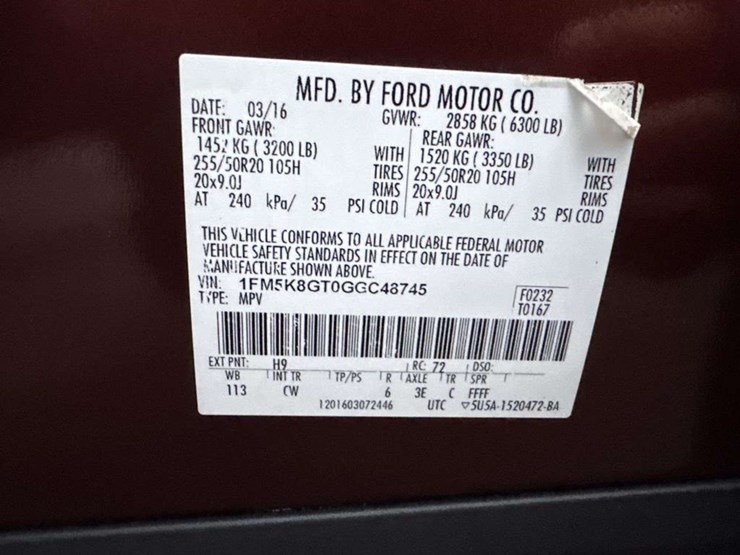 MFD. BY FORD MOTOR CO.
DATE: 03/16 GVWR: 2858 KG ( 6300 LB)
FRONT GAWR: REAR GAWR:
1452 KG ( 3200 LB) WITH 1520 KG ( 3350 LB) WITH
255/50R20 105H TIRES 255/50R20 105H TIRES
20x9.0J RIMS 20x9.0J RIMS
AT 240 kPa/ 35 PSI COLD AT 240 kPa/ 35 PSI COLD
THIS VEHICLE CONFORMS TO ALL APPLICABLE FEDERAL MOTOR
VEHICLE SAFETY STANDARDS IN EFFECT ON THE DATE OF
MANUFACTURE SHOWN ABOVE.
VIN: 1FM5K8GT0GGC48745 F0232
TYPE: MPV T0167
EXT PNT: H9 RC: 72 DSO:
WB INT TR TP/PS R AXLE TR SPR
113 CW 6 3E C FFFF
1201603072446 UTC ▽5U5A-1520472-BA